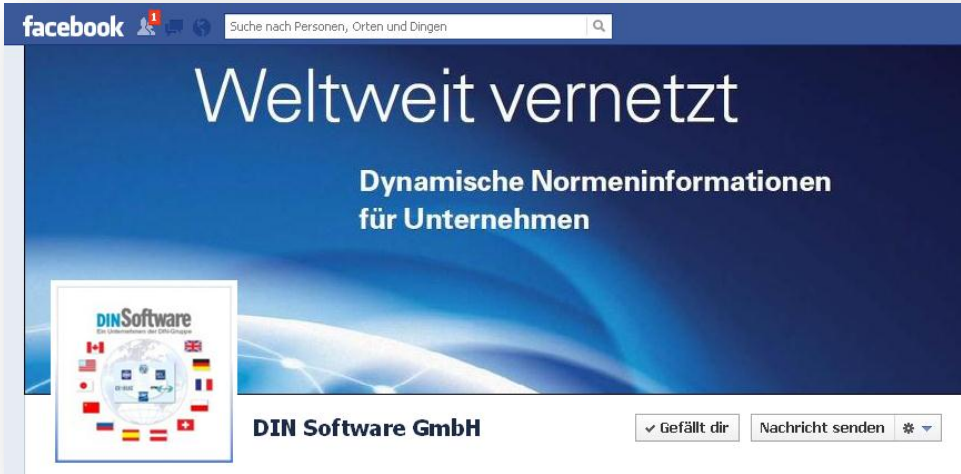 facebook
1
Suche nach Personen, Orten und Dingen
Weltweit vernetzt
Dynamische Normeninformationen
für Unternehmen
DINSoftware
Ein Unternehmen der DIN-Gruppe
DIN Software GmbH
Gefällt dir
Nachricht senden